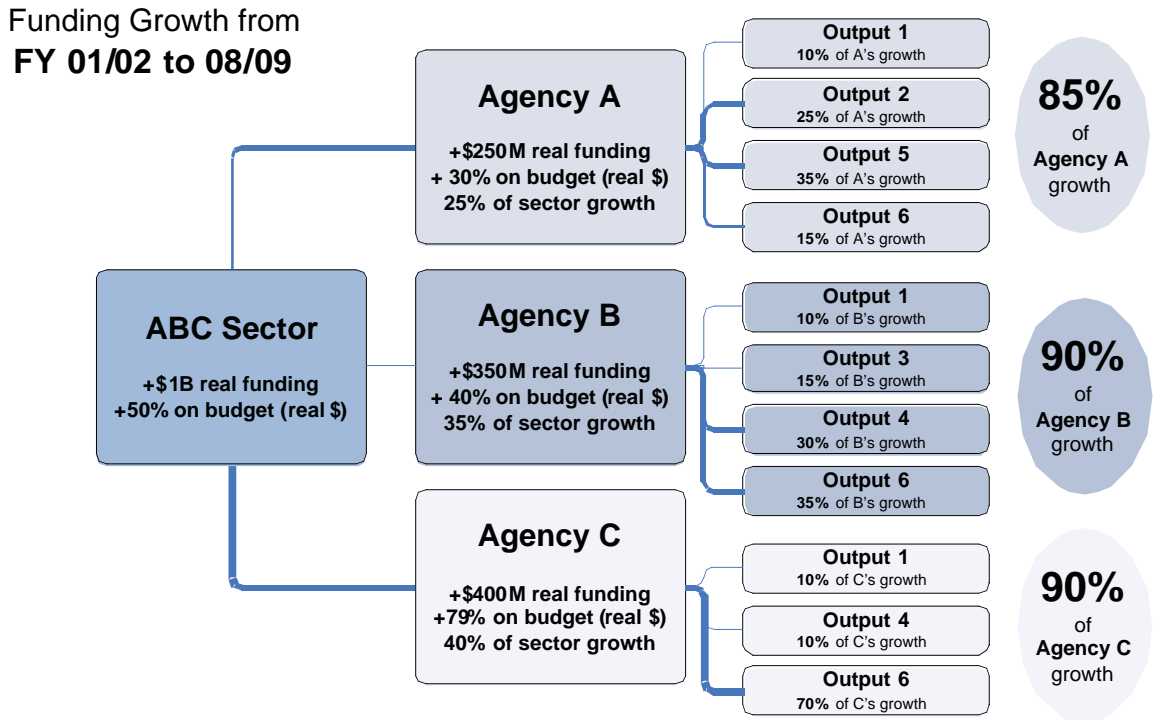 Funding Growth from
FY 01/02 to 08/09
ABC Sector
+$1B real funding
+50% on budget (real $)
Agency A
+$250M real funding
+ 30% on budget (real $)
25% of sector growth
Output 1
10% of A's growth
Output 2
25% of A's growth
Output 5
35% of A's growth
Output 6
15% of A's growth
85%
of
Agency A
growth
Agency B
+$350M real funding
+ 40% on budget (real $)
35% of sector growth
Output 1
10% of B's growth
Output 3
15% of B's growth
Output 4
30% of B's growth
Output 6
35% of B's growth
90%
of
Agency B
growth
Agency C
+$400M real funding
+79% on budget (real $)
40% of sector growth
Output 1
10% of C's growth
Output 4
10% of C's growth
Output 6
70% of C's growth
90%
of
Agency C
growth